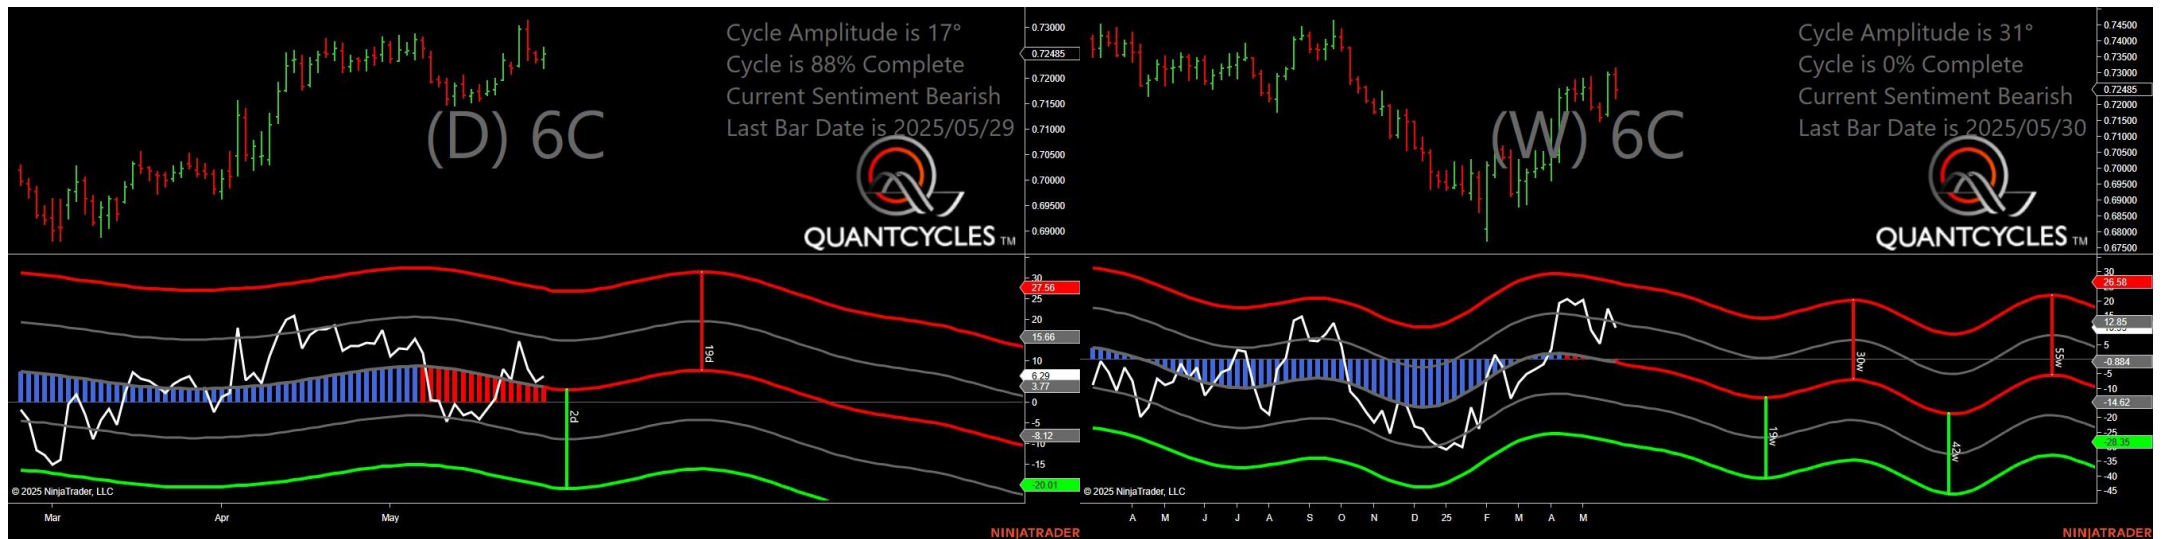 Cycle Amplitude is 17°
Cycle is 88% Complete
Current Sentiment Bearish
Last Bar Date is 2025/05/29
(D) 6C
QUANTCYCLES TM
0.73000
0.72485
0.72000
0.71500
0.71000
0.70500
0.70000
0.69500
0.69000
30
27.56
25
20
15.66
10
6.29
3.77
0
-5
-8.12
-10
-15
-20.01
19d
2d
© 2025 NinjaTrader, LLC
Mar Apr May
NINJATRADER
Cycle Amplitude is 31°
Cycle is 0% Complete
Current Sentiment Bearish
Last Bar Date is 2025/05/30
(W) 6C
QUANTCYCLES TM
0.74500
0.74000
0.73500
0.73000
0.72485
0.72000
0.71500
0.71000
0.70500
0.70000
0.69500
0.69000
0.68500
0.68000
0.67500
30
26.58
20
15
12.85
5
-0.884
-5
-10
-14.62
-20
-25
-28.35
-35
-40
-45
30w
55w
19w
42w
© 2025 NinjaTrader, LLC
A M J J A S O N D 25 F M A M
NINJATRADER